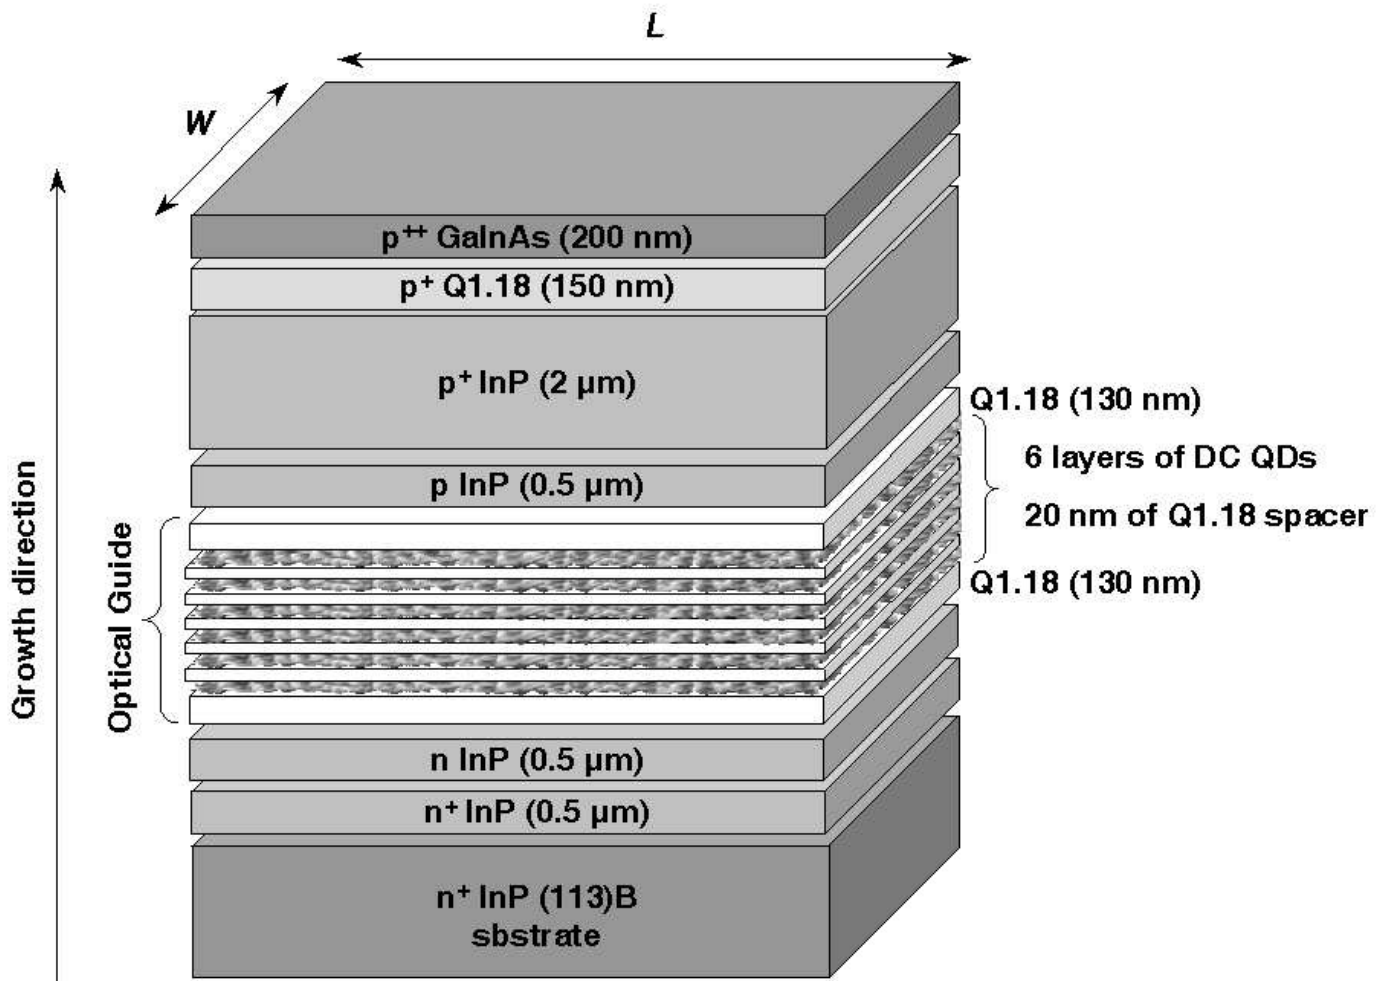 L
W
p⁺⁺ GaInAs (200 nm)
p⁺ Q1.18 (150 nm)
p⁺ InP (2 µm)
Q1.18 (130 nm)
6 layers of DC QDs
p InP (0.5 µm)
20 nm of Q1.18 spacer
Q1.18 (130 nm)
Growth direction
Optical Guide
n InP (0.5 µm)
n⁺ InP (0.5 µm)
n⁺ InP (113)B
sbstrate